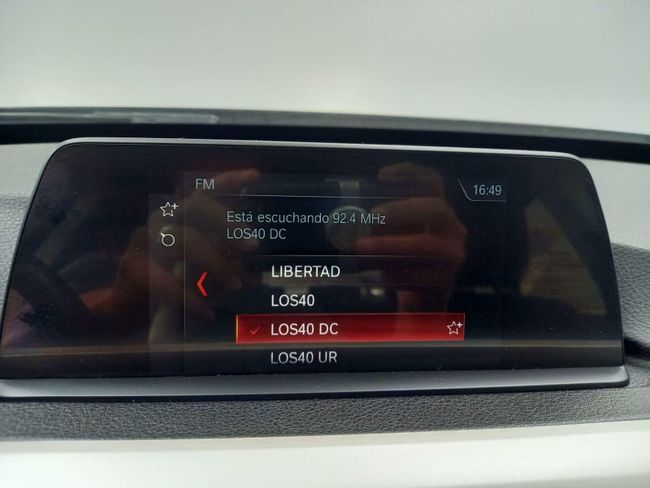 FM
16:49
Está escuchando 92.4 MHz
LOS40 DC
LIBERTAD
LOS40
LOS40 DC
LOS40 UR